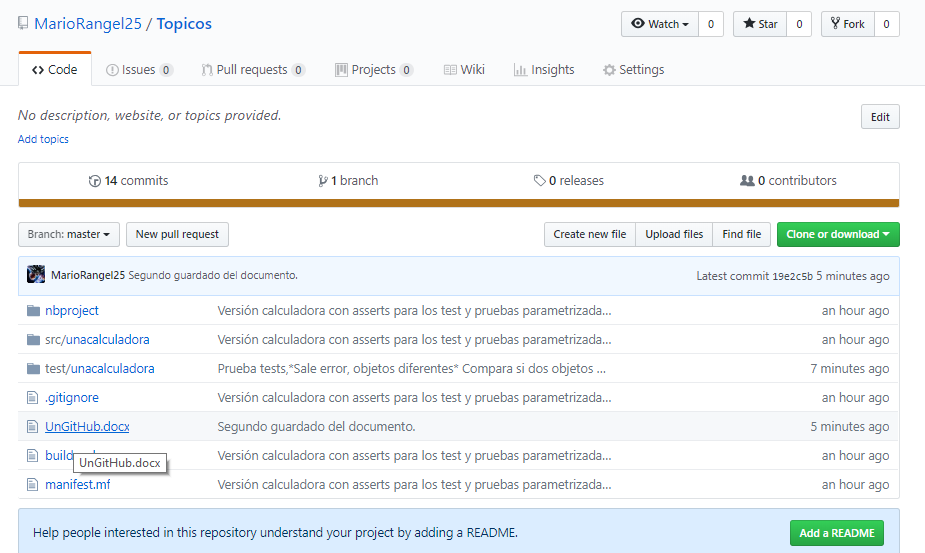 MarioRangel25 / Topicos Watch 0 Star 0 Fork 0
Code Issues 0 Pull requests 0 Projects 0 Wiki Insights Settings
No description, website, or topics provided. Edit
Add topics
14 commits 1 branch 0 releases 0 contributors
Branch: master New pull request Create new file Upload files Find file Clone or download
MarioRangel25 Segundo guardado del documento. Latest commit 19e2c5b 5 minutes ago
nbproject Versión calculadora con asserts para los test y pruebas parametrizada... an hour ago
src/unacalculadora Versión calculadora con asserts para los test y pruebas parametrizada... an hour ago
test/unacalculadora Prueba tests,*Sale error, objetos diferentes* Compara si dos objetos ... 7 minutes ago
.gitignore Versión calculadora con asserts para los test y pruebas parametrizada... an hour ago
UnGitHub.docx Segundo guardado del documento. 5 minutes ago
Versión calculadora con asserts para los test y pruebas parametrizada... an hour ago
UnGitHub.docx
manifest.mf Versión calculadora con asserts para los test y pruebas parametrizada... an hour ago
Help people interested in this repository understand your project by adding a README. Add a README